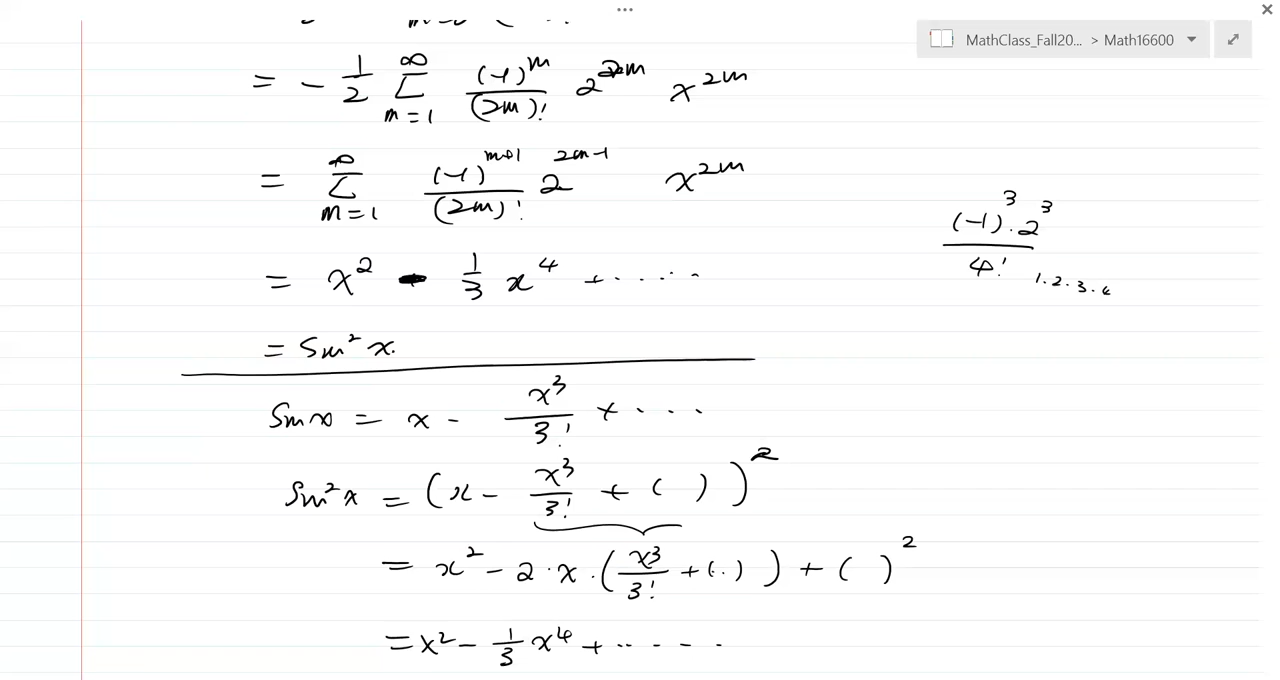 MathClass_Fall20... > Math16600
= - 1/2 ∞ Σ m=1 (-1)^m/(2m)! 2^2m x^2m
= ∞ Σ m=1 (-1)^m+1/(2m)! 2^2m-1 x^2m
(-1)^3 · 2^3/4! 1·2·3·4
= x^2 - 1/3 x^4 + ······
= Sin^2 x.
Sin x = x - x^3/3! + · · ·
Sin^2 x = (x - x^3/3! + ( ))^2
= x^2 - 2 · x · (x^3/3! + (··)) + ( )^2
= x^2 - 1/3 x^4 + ·· - - ·